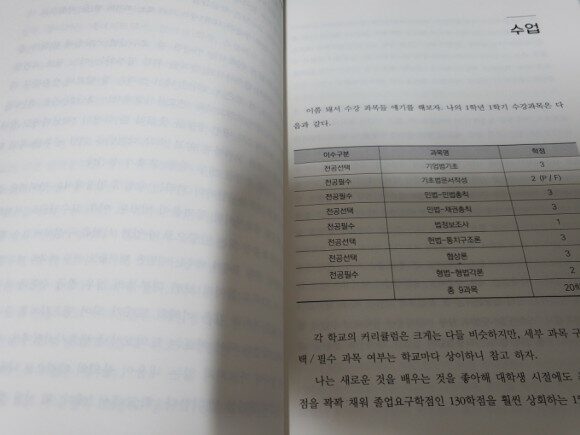 수업
이름 돼서 수강 과목들 얘기를 해보자. 나의 1학년 1학기 수강과목은 다
음과 같다.
이수구분 과목명 학점
전공선택 기업법기초 3
전공필수 기초법문서작성 2 (P / F)
전공필수 민법-민법총칙 3
전공선택 민법-채권총칙 3
전공필수 법정보조사 1
전공선택 헌법-통치구조론 3
전공선택 협상론 3
전공필수 형법-형법각론 2
총 9과목 20학
각 학교의 커리큘럼은 크게는 다들 비슷하지만, 세부 과목 구
택 / 필수 과목 여부는 학교마다 상이하니 참고 하자.
나는 새로운 것을 배우는 것을 좋아해 대학생 시절에도
점을 꽉꽉 채워 졸업요구학점인 130학점을 훨씬 상회하는 1